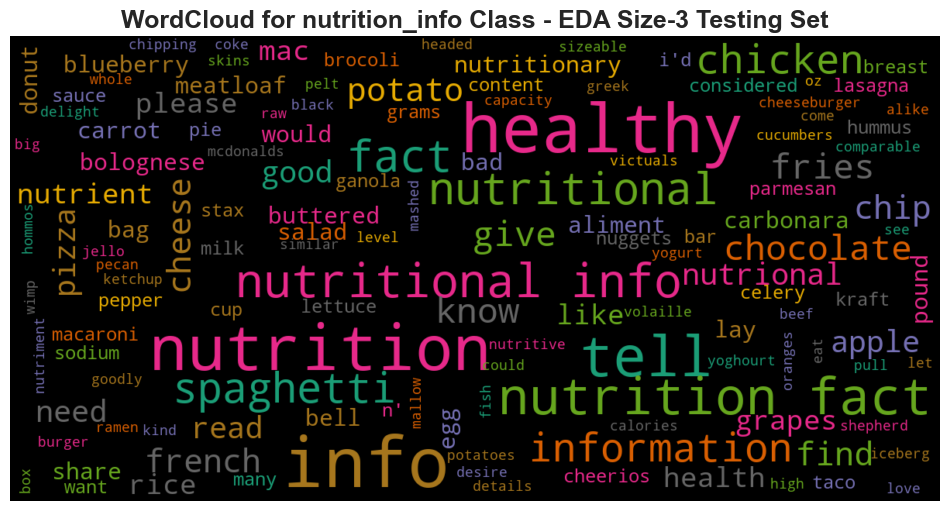 WordCloud for nutrition_info Class - EDA Size-3 Testing Set
chipping coke mac headed sizeable i'd chicken
donut blueberry skins brocoli nutritionary breast
whole meatloaf pelt potato content greek considered oz lasagna
sauce delight please black grams capacity cheeseburger alike
raw healthy come
carrot pie would fact cucumbers hummus
big mcdonalds victuals comparable
bolognese good bad fries
ganola parmesan
nutrient cheese mashed nutritional chip
pizza stax buttered aliment carbonara
hommos bag salad level give nuggets bar see
jello milk similar yogurt chocolate
pecan nutritional info nutrional pound
ketchup celery
wimp pepper cup lettuce know like volaille kraft
macaroni lay beef
nutriment sodium nutrition nutritive tell oranges eat apple
goodly could yoghourt pull let
spaghetti fish nutrition fact
need n' mallow
bell egg grapes
ramen kind read calories shepherd
burger info potatoes information find iceberg
french desire
box share many details cheerios health high taco
want rice love